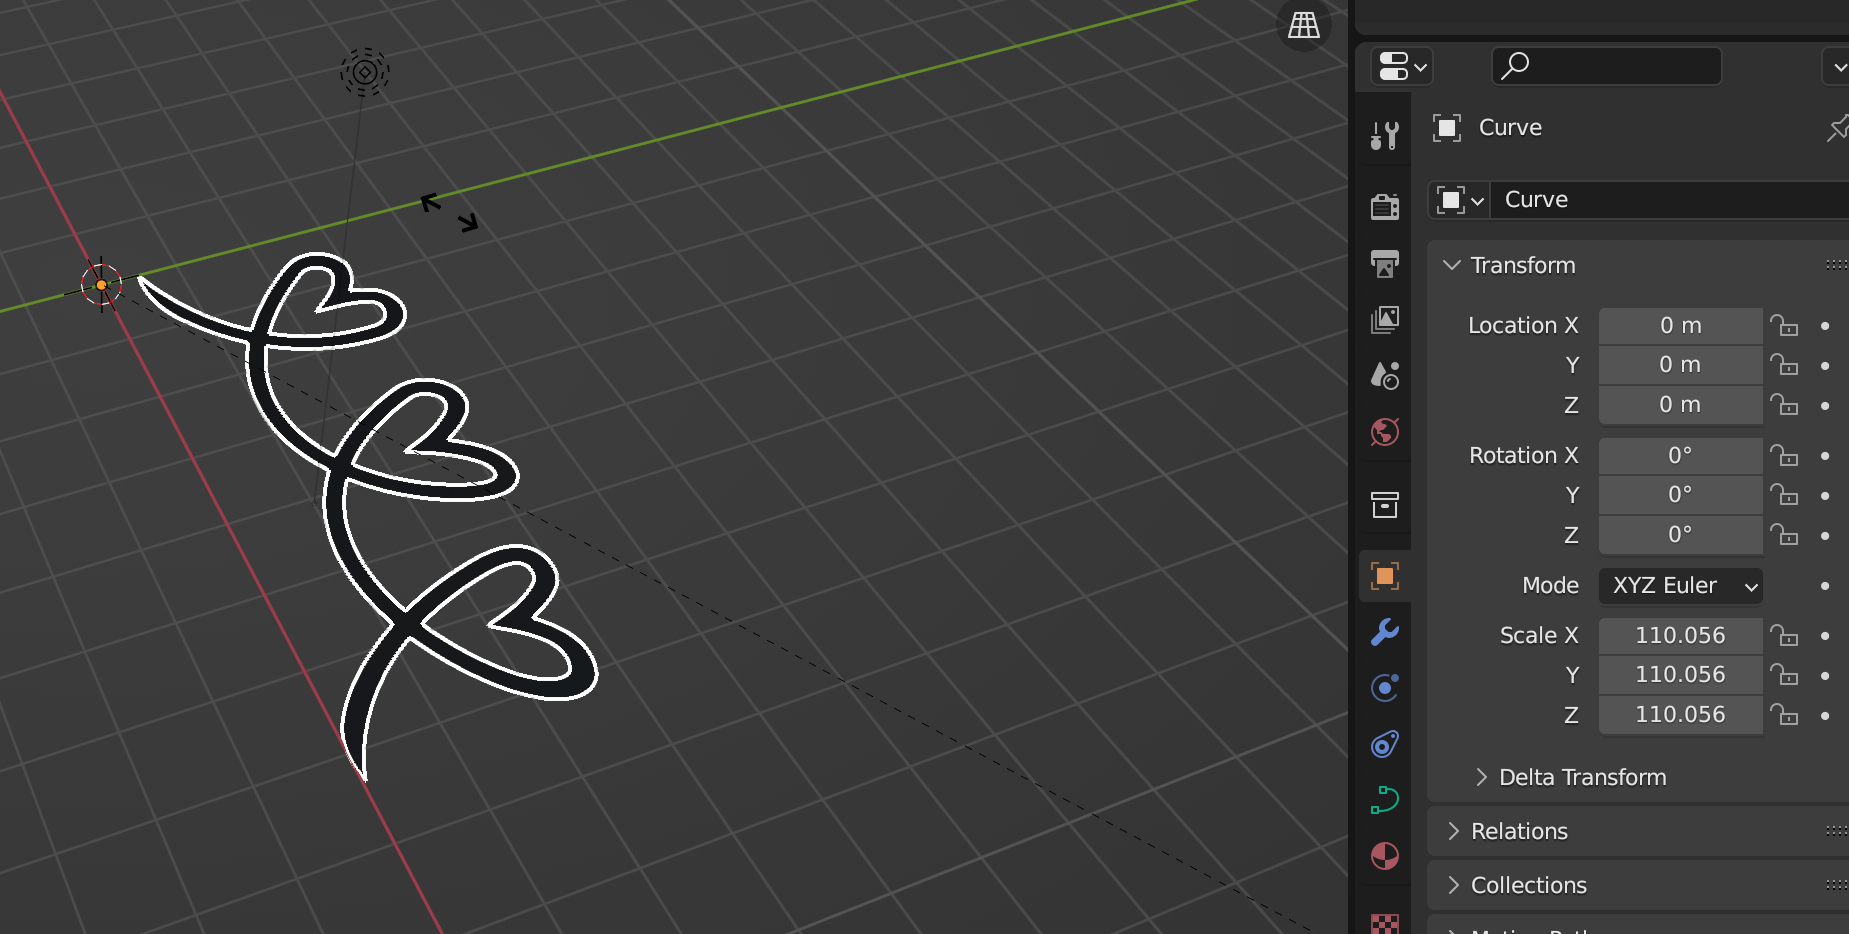 Curve
Curve
Transform
Location X 0 m
Y 0 m
Z 0 m
Rotation X 0°
Y 0°
Z 0°
Mode XYZ Euler
Scale X 110.056
Y 110.056
Z 110.056
Delta Transform
Relations
Collections